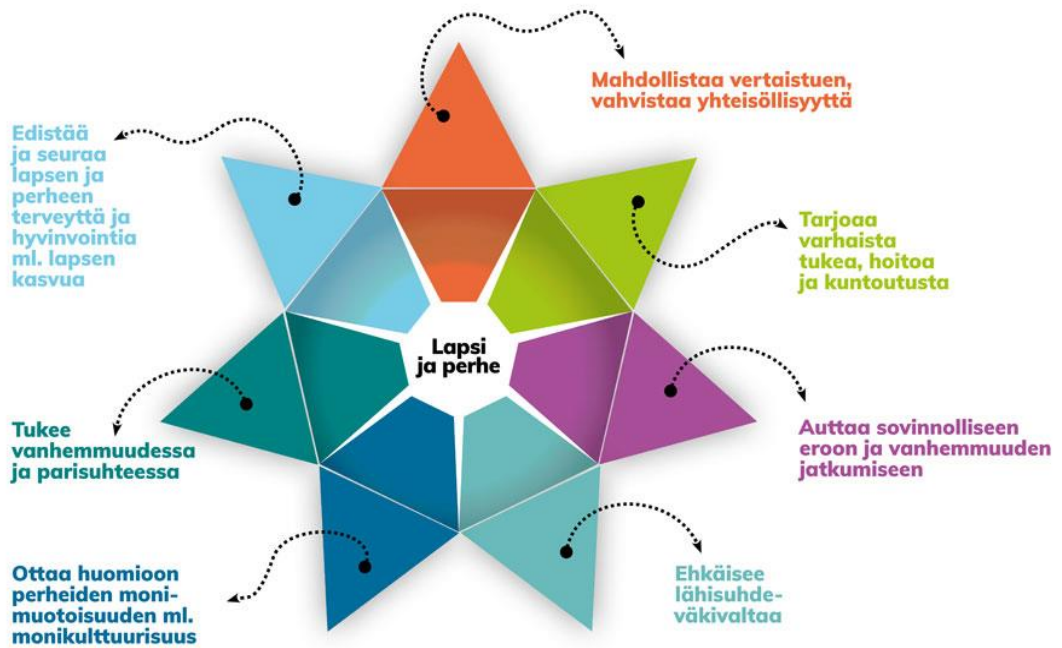 Mahdollistaa vertaistuen,
vahvistaa yhteisöllisyyttä
Edistää
ja seuraa
lapsen ja
perheen
terveyttä ja
hyvinvointia
ml. lapsen
kasvua
Tarjoaa
varhaista
tukea, hoitoa
ja kuntoutusta
Lapsi
ja perhe
Tukee
vanhemmuudessa
ja parisuhteessa
Auttaa sovinnolliseen
eroon ja vanhemmuuden
jatkumiseen
Ottaa huomioon
perheiden moni-
muotoisuuden ml.
monikulttuurisuus
Ehkäisee
lähisuhde-
väkivaltaa